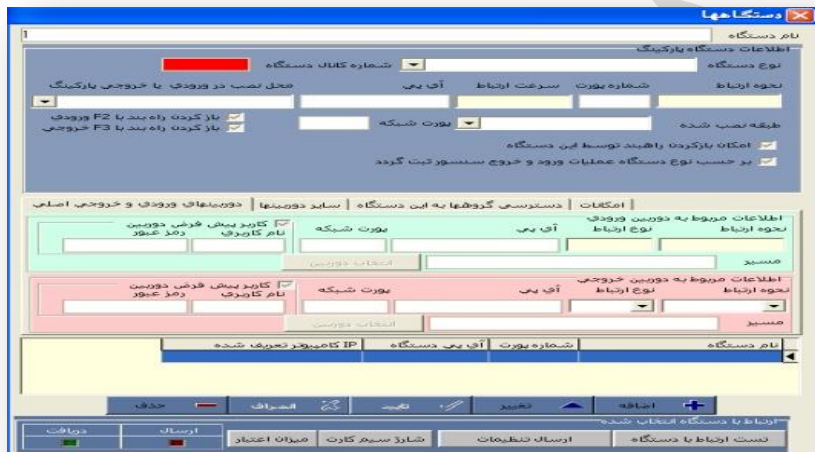 دستگاهها
نام دستگاه
1
اطلاعات دستگاه پارکینگ
نوع دستگاه
شماره کانال دستگاه
نحوه ارتباط
شماره پورت
سرعت ارتباط
آی پی
محل نصب در ورودی یا خروجی پارکینگ
طبقه نصب شده
پورت شبکه
باز کردن راه بند با F2 ورودی
باز کردن راه بند با F3 خروجی
امکان بازکردن راهبند توسط این دستگاه
بر حسب نوع دستگاه عملیات ورود و خروج سنسور ثبت گردد
دوربینهای ورودی و خروجی اصلی
سایر دوربینها
دسترسی گروهها به این دستگاه
امکانات
اطلاعات مربوط به دوربین ورودی
نحوه ارتباط
نوع ارتباط
آی پی
پورت شبکه
کاربر پیش فرض دوربین
نام کاربری
رمز عبور
مسیر
انتخاب دوربین
اطلاعات مربوط به دوربین خروجی
نحوه ارتباط
نوع ارتباط
آی پی
پورت شبکه
کاربر پیش فرض دوربین
نام کاربری
رمز عبور
مسیر
انتخاب دوربین
نام دستگاه
شماره پورت
آی پی دستگاه
IP کامپیوتر تعریف شده
اضافه
تغییر
تایید
انصراف
حذف
ارتباط با دستگاه انتخاب شده
تست ارتباط با دستگاه
ارسال تنظیمات
شارژ سیم کارت
میزان اعتبار
ارسال
دریافت